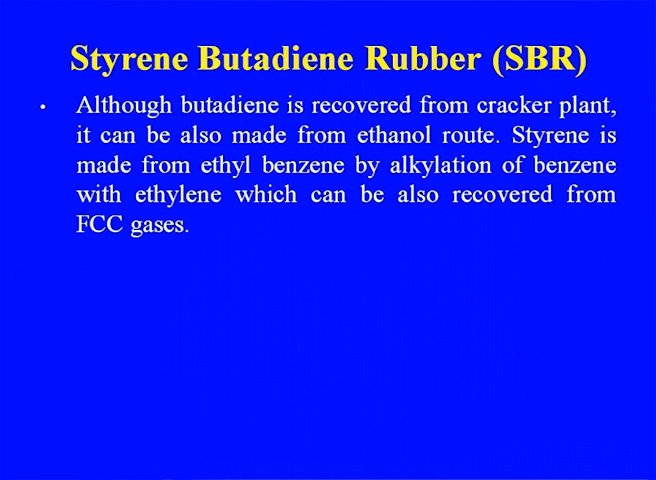 Styrene Butadiene Rubber (SBR)
• Although butadiene is recovered from cracker plant,
it can be also made from ethanol route. Styrene is
made from ethyl benzene by alkylation of benzene
with ethylene which can be also recovered from
FCC gases.